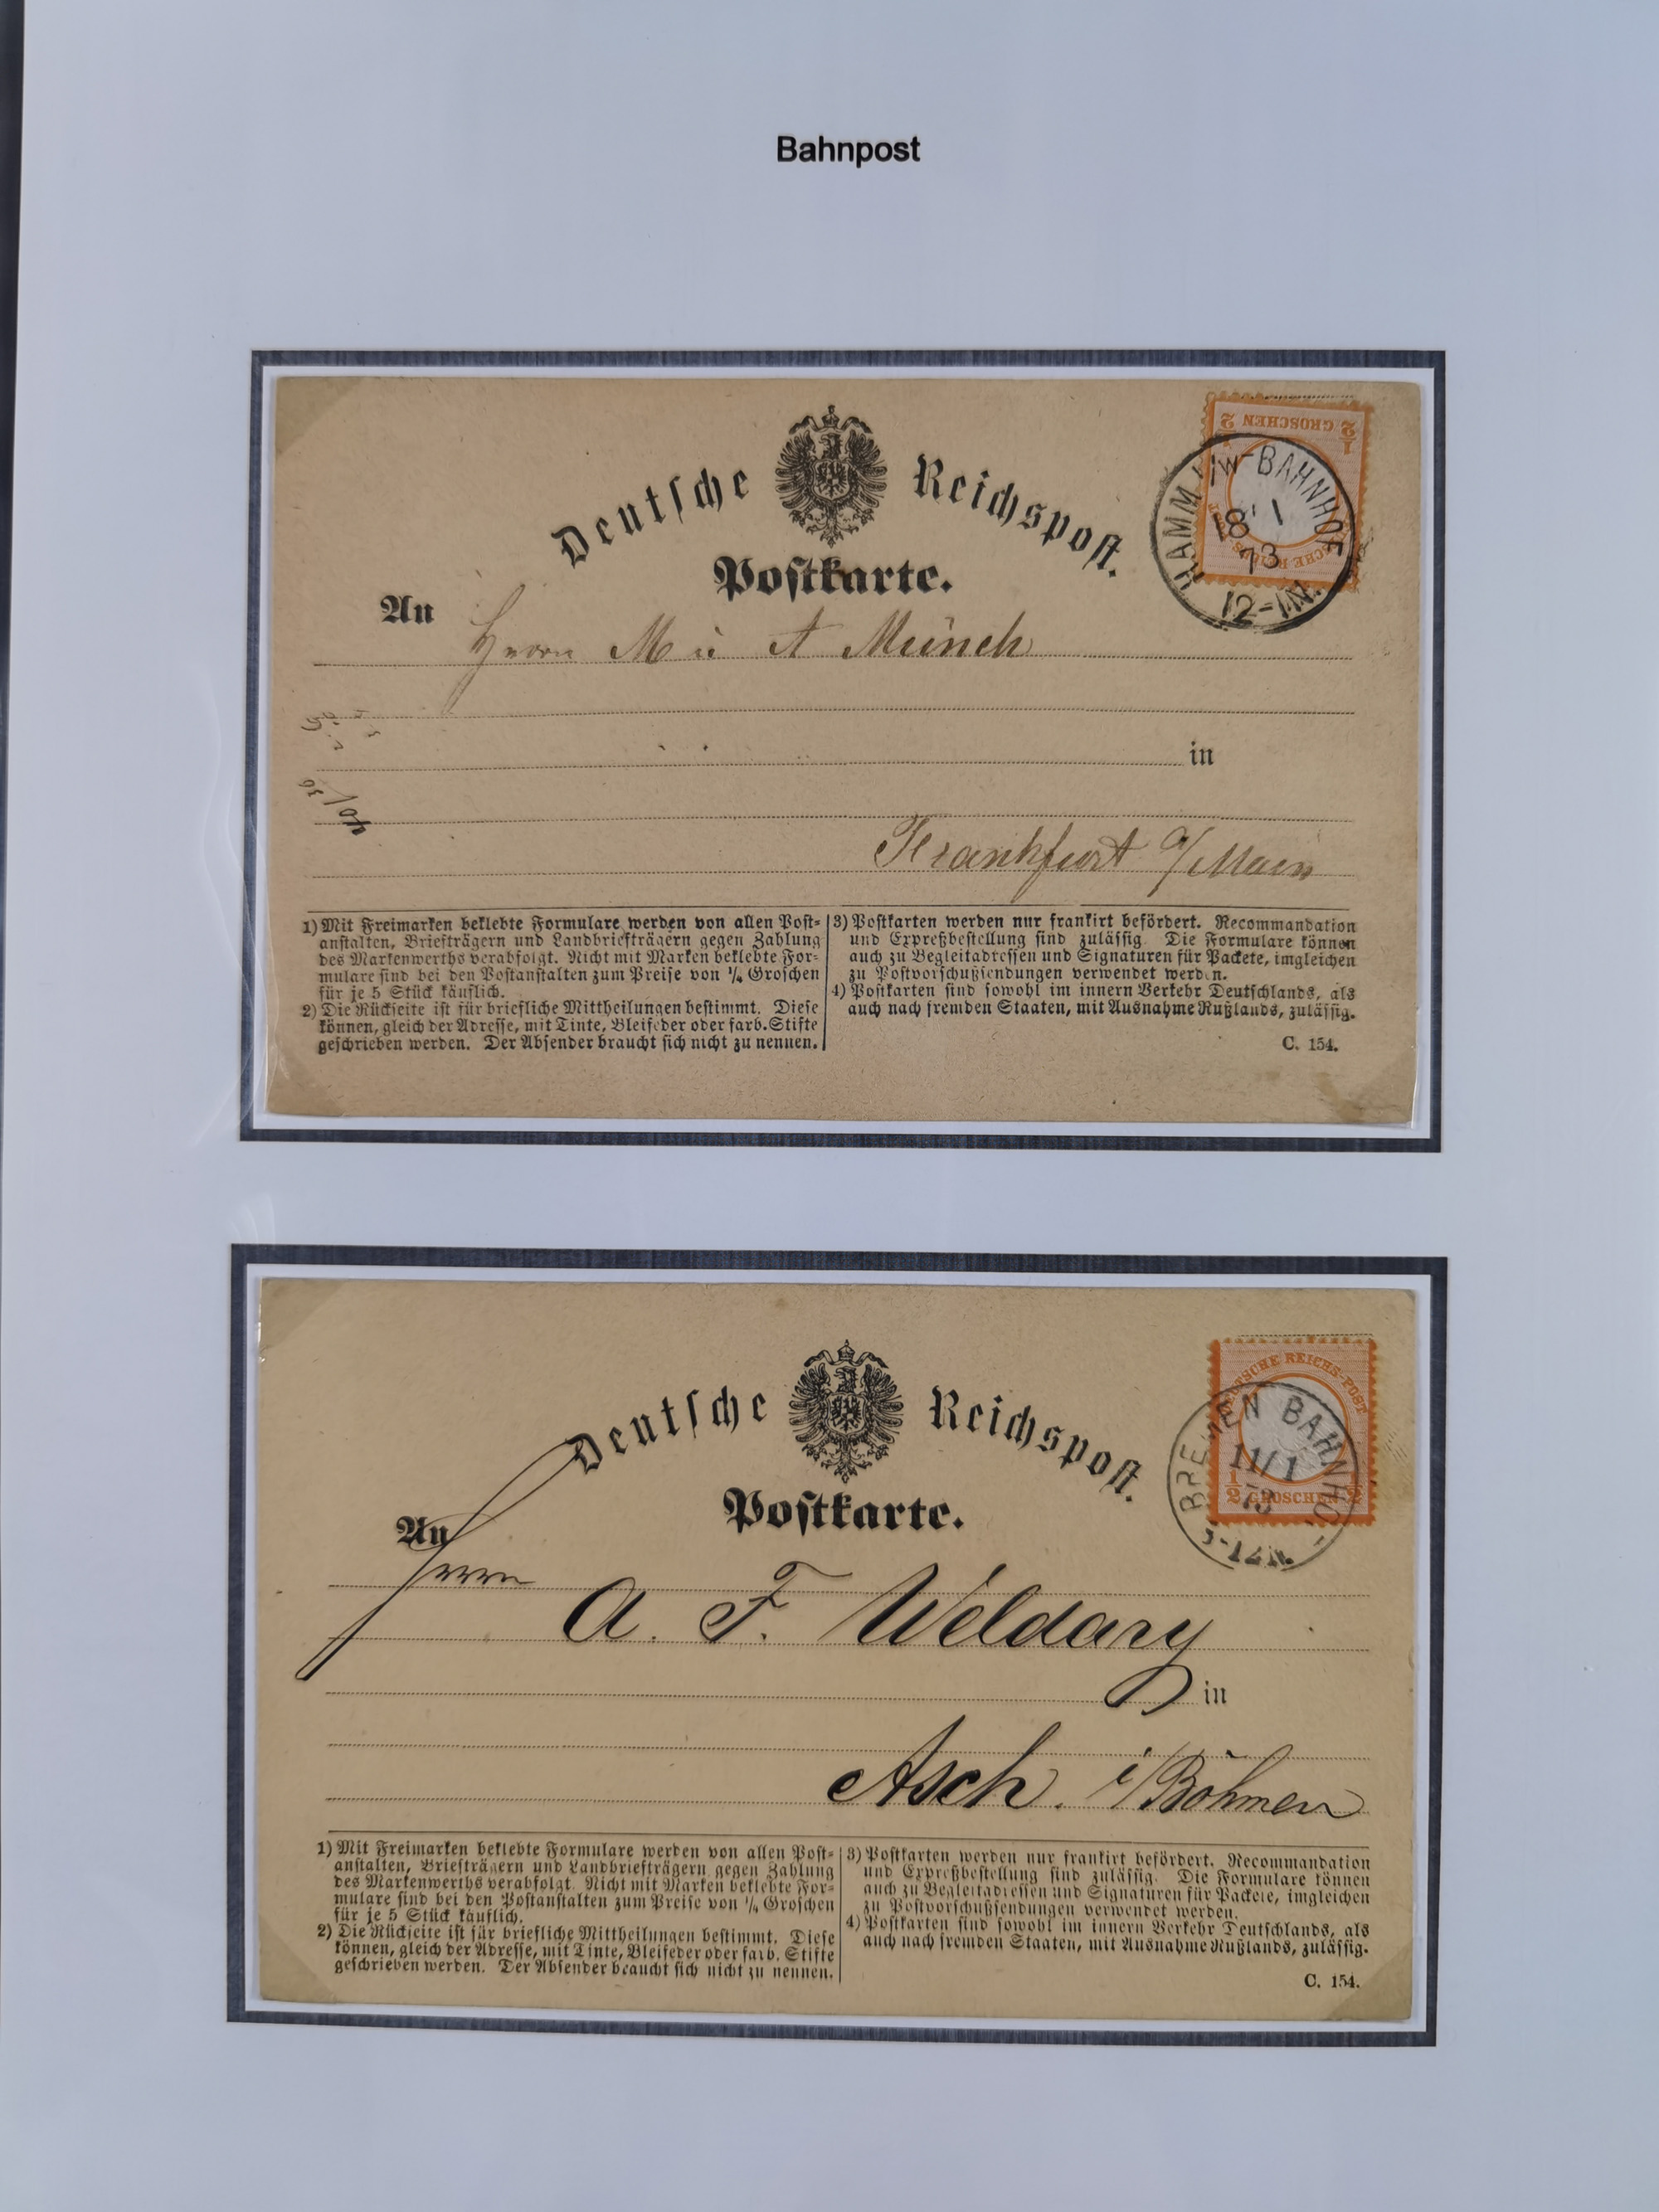 Bahnpost
Deutsche Reichspost.
Postkarte.
½ GROSCHEN ½
HAMM i/W-BAHNHOF
18 1
73
12-1N.
An
Herrn M u A Münch
in
Frankfurt a/Main
1) Mit Freimarken beklebte Formulare werden von allen Post=
anstalten, Briefträgern und Landbriefträgern gegen Zahlung
des Markenwerths verabfolgt. Nicht mit Marken beklebte For=
mulare sind bei den Postanstalten zum Preise von ¼ Groschen
für je 5 Stück käuflich.
2) Die Rückseite ist für briefliche Mittheilungen bestimmt. Diese
können, gleich der Adresse, mit Tinte, Bleifeder oder farb. Stifte
geschrieben werden. Der Absender braucht sich nicht zu nennen.
3) Postkarten werden nur frankirt befördert. Recommandation
und Expreßbestellung sind zulässig. Die Formulare können
auch zu Begleitadressen und Signaturen für Packete, imgleichen
zu Postvorschußsendungen verwendet werden.
4) Postkarten sind sowohl im innern Verkehr Deutschlands, als
auch nach fremden Staaten, mit Ausnahme Rußlands, zulässig.
C. 154.
Deutsche Reichspost.
Postkarte.
DEUTSCHE REICHS-POST
½ GROSCHEN ½
BREMEN BAHNHOF
11/1
73
An
Herrn
A. F. Weldary
in
Asch. i/Böhmen
1) Mit Freimarken beklebte Formulare werden von allen Post=
anstalten, Briefträgern und Landbriefträgern gegen Zahlung
des Markenwerths verabfolgt. Nicht mit Marken beklebte For=
mulare sind bei den Postanstalten zum Preise von ¼ Groschen
für je 5 Stück käuflich.
2) Die Rückseite ist für briefliche Mittheilungen bestimmt. Diese
können, gleich der Adresse, mit Tinte, Bleifeder oder farb. Stifte
geschrieben werden. Der Absender braucht sich nicht zu nennen.
3) Postkarten werden nur frankirt befördert. Recommandation
und Expreßbestellung sind zulässig. Die Formulare können
auch zu Begleitadressen und Signaturen für Packete, imgleichen
zu Postvorschußsendungen verwendet werden.
4) Postkarten sind sowohl im innern Verkehr Deutschlands, als
auch nach fremden Staaten, mit Ausnahme Rußlands, zulässig.
C. 154.